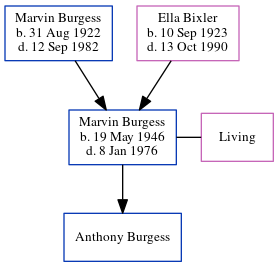 Marvin Burgess
b. 31 Aug 1922
d. 12 Sep 1982
Ella Bixler
b. 10 Sep 1923
d. 13 Oct 1990
Marvin Burgess
b. 19 May 1946
d. 8 Jan 1976
Living
Anthony Burgess